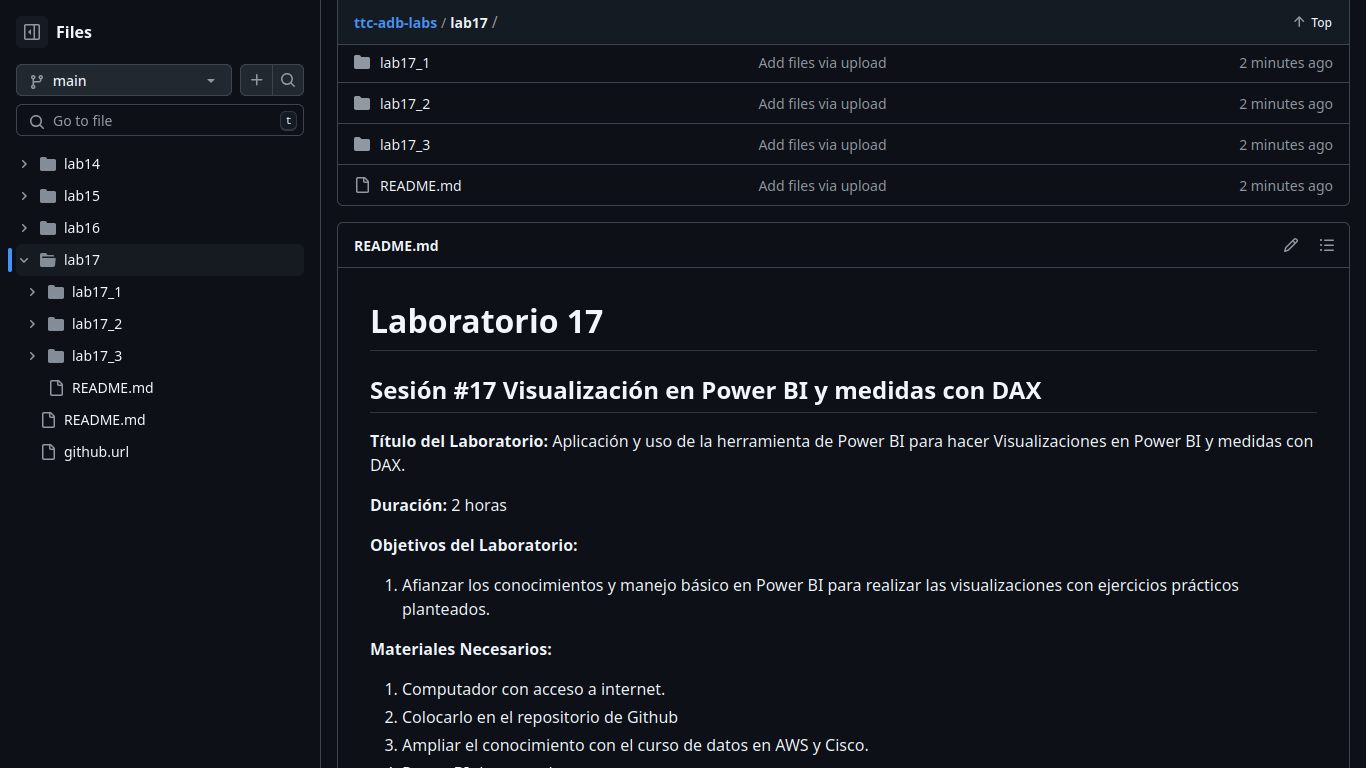 Files
main
Go to file
t
lab14
lab15
lab16
lab17
lab17_1
lab17_2
lab17_3
README.md
README.md
github.url
ttc-adb-labs / lab17 /
Top
lab17_1 Add files via upload 2 minutes ago
lab17_2 Add files via upload 2 minutes ago
lab17_3 Add files via upload 2 minutes ago
README.md Add files via upload 2 minutes ago
README.md
Laboratorio 17
Sesión #17 Visualización en Power BI y medidas con DAX
Título del Laboratorio: Aplicación y uso de la herramienta de Power BI para hacer Visualizaciones en Power BI y medidas con
DAX.
Duración: 2 horas
Objetivos del Laboratorio:
1. Afianzar los conocimientos y manejo básico en Power BI para realizar las visualizaciones con ejercicios prácticos
planteados.
Materiales Necesarios:
1. Computador con acceso a internet.
2. Colocarlo en el repositorio de Github
3. Ampliar el conocimiento con el curso de datos en AWS y Cisco.